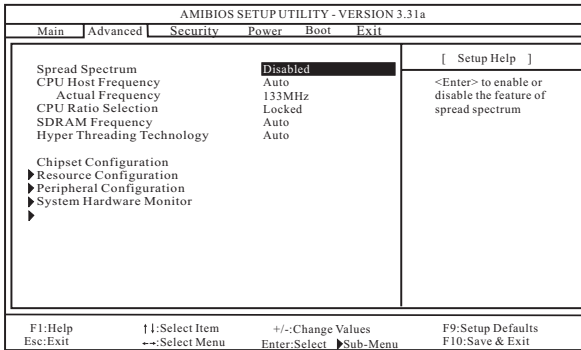 AMIBIOS SETUP UTILITY - VERSION 3.31a
Main Advanced Security Power Boot Exit
[ Setup Help ]
Spread Spectrum Disabled
CPU Host Frequency Auto
Actual Frequency 133MHz
CPU Ratio Selection Locked
SDRAM Frequency Auto
Hyper Threading Technology Auto
<Enter> to enable or
disable the feature of
spread spectrum
Chipset Configuration
Resource Configuration
Peripheral Configuration
System Hardware Monitor
F1:Help ↑↓:Select Item +/-:Change Values F9:Setup Defaults
Esc:Exit ←→:Select Menu Enter:Select ▶Sub-Menu F10:Save & Exit